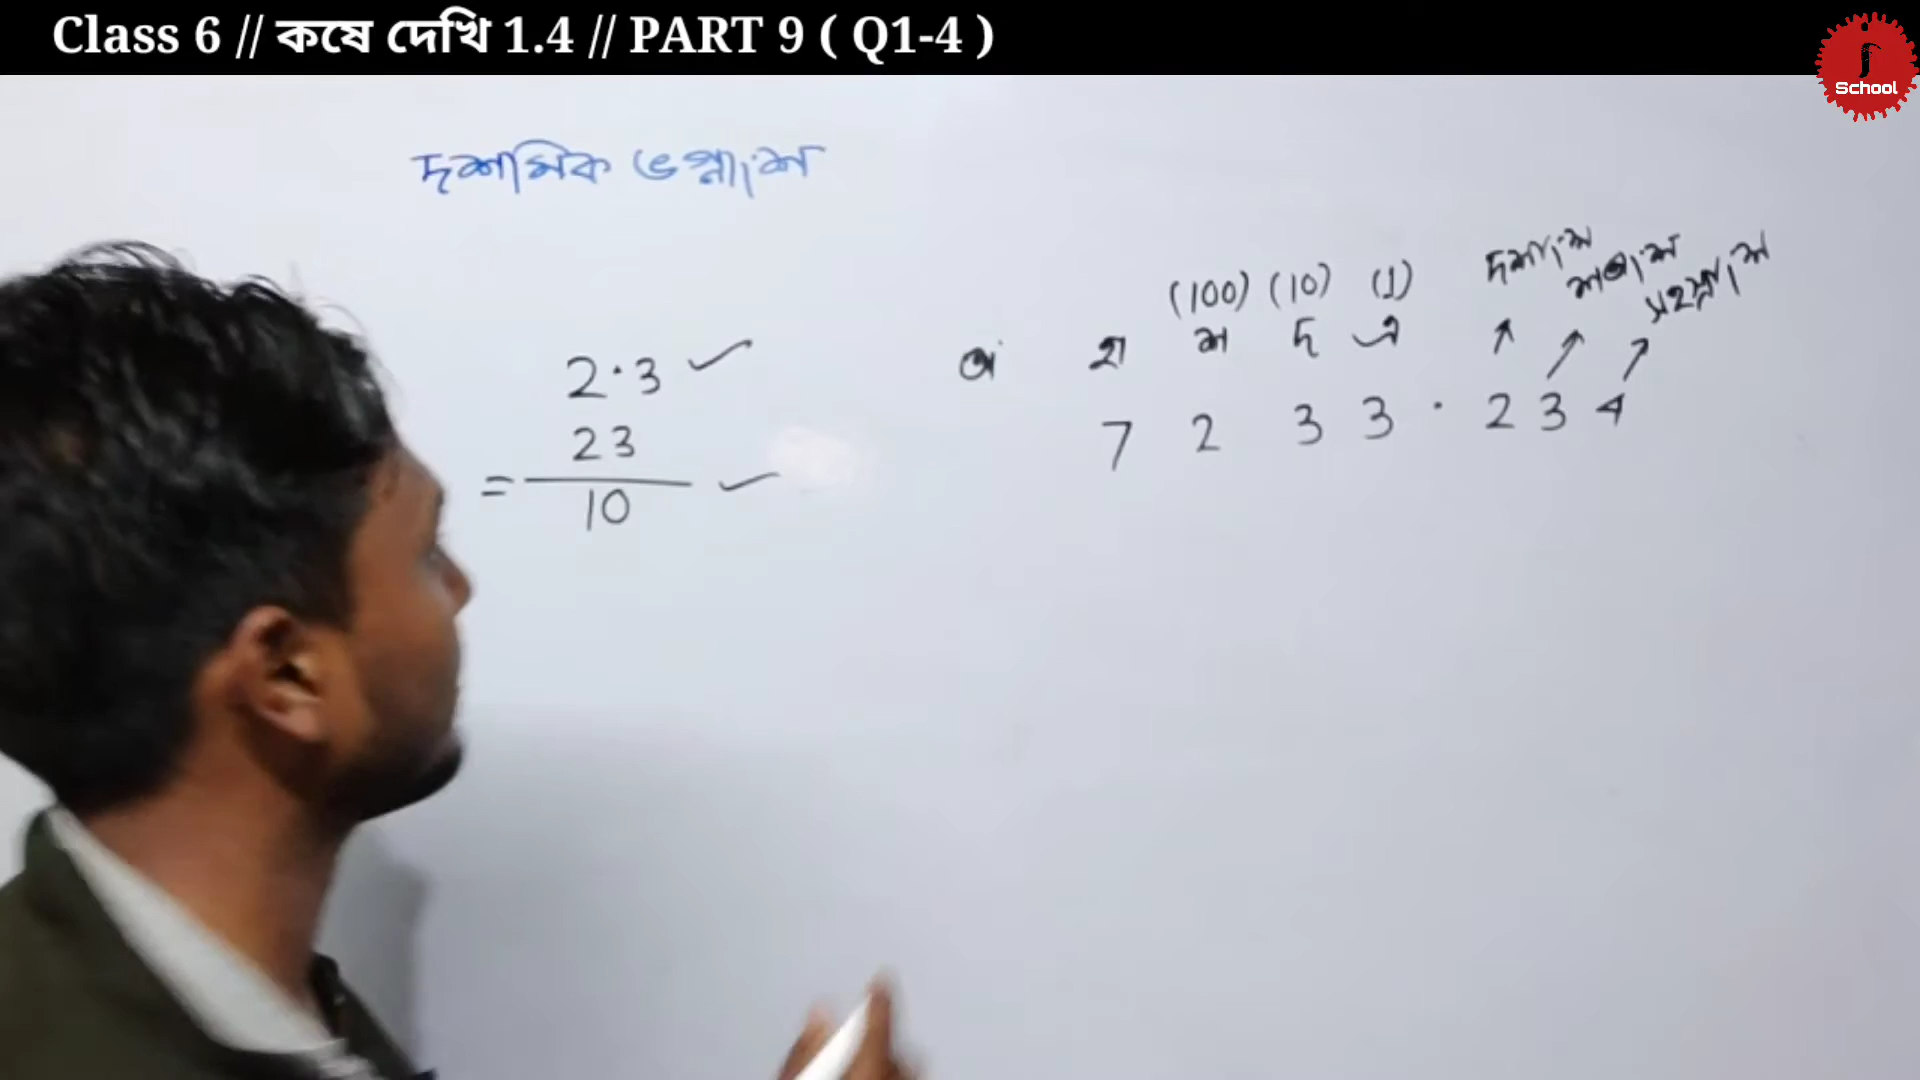 Class 6 // কষে দেখি 1.4 // PART 9 ( Q1-4 )
School
দশমিক ভগ্নাংশ
2·3 ✓
= 23/10 ✓
দশাংশ শতাংশ সহস্রাংশ
(100) (10) (1)
অ হা শ দ এ
7 2 3 3 · 2 3 4